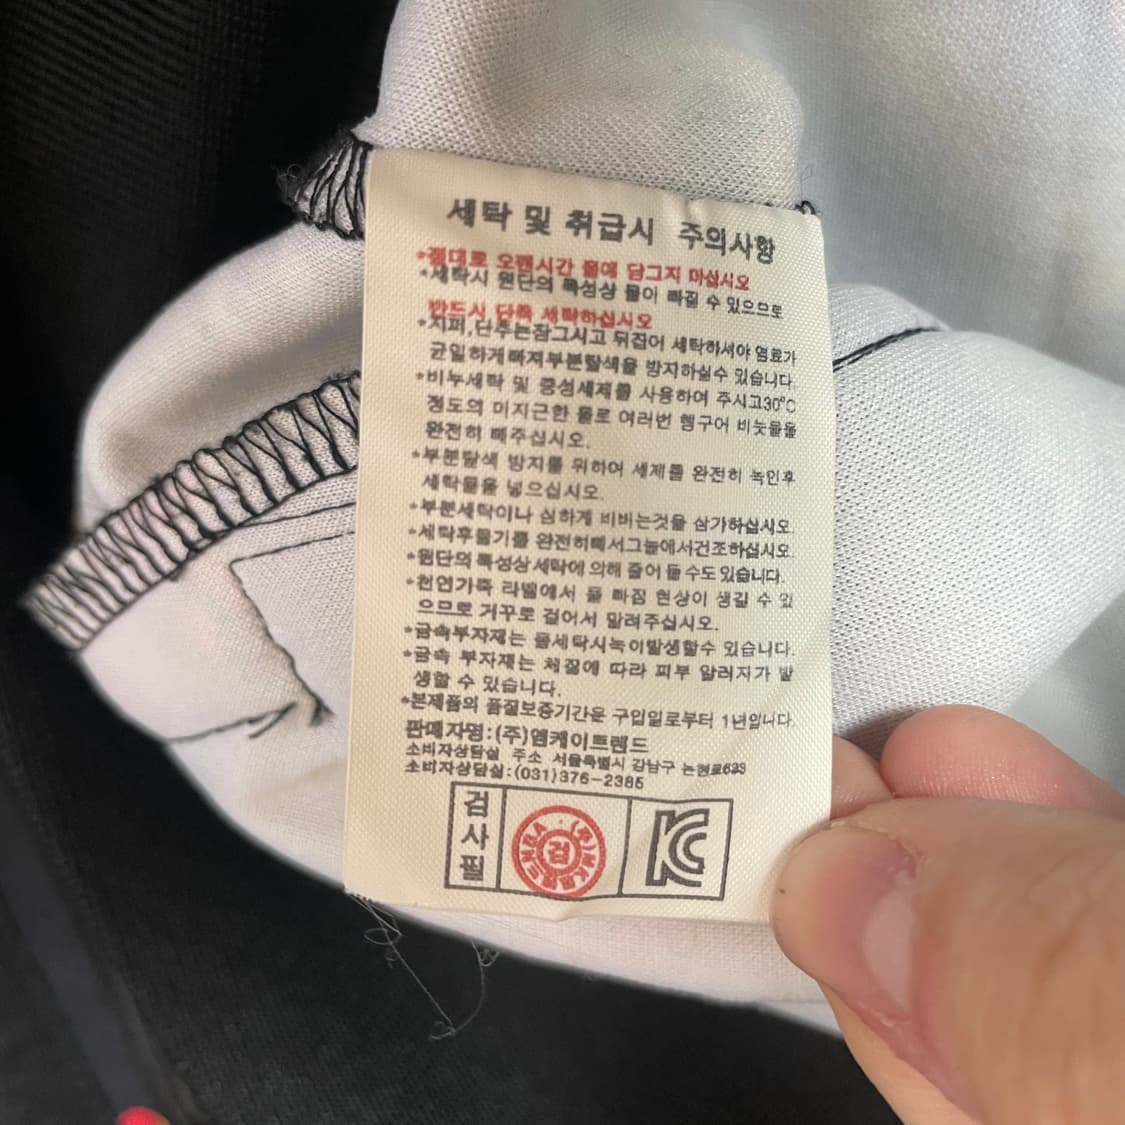 세탁 및 취급시 주의사항
*절대로 오랜시간 물에 담그지 마십시오
*세탁시 원단의 특성상 물이 빠질 수 있으므로
반드시 단독 세탁하십시오
*지퍼,단추는잠그시고 뒤집어 세탁하셔야 염료가
균일하게빠져부분탈색을 방지하실수 있습니다.
*비누세탁 및 중성세제를 사용하여 주시고30°C
정도의 미지근한 물로 여러번 헹구어 비눗물을
완전히 빼주십시오.
*부분탈색 방지를 위하여 세제를 완전히 녹인후
세탁물을 넣으십시오.
*부분세탁이나 심하게 비비는것을 삼가하십시오.
*세탁후물기를 완전히빼서그늘에서건조하십시오.
*원단의특성상세탁에 의해 줄어 들 수도 있습니다.
*천연가죽 라벨에서 물 빠짐 현상이 생길 수 있
으므로 거꾸로 걸어서 말려주십시오.
*금속부자재는 물세탁시녹이발생할수 있습니다.
*금속 부자재는 체질에 따라 피부 알러지가 발
생할 수 있습니다.
*본제품의 품질보증기간은 구입일로부터 1년입니다.
판매자명:(주)엠케이트렌드
소비자상담실 주소 서울특별시 강남구 논현로633
소비자상담실:(031)376-2385
검사필
NBA · (주)MK트렌드
검
KC